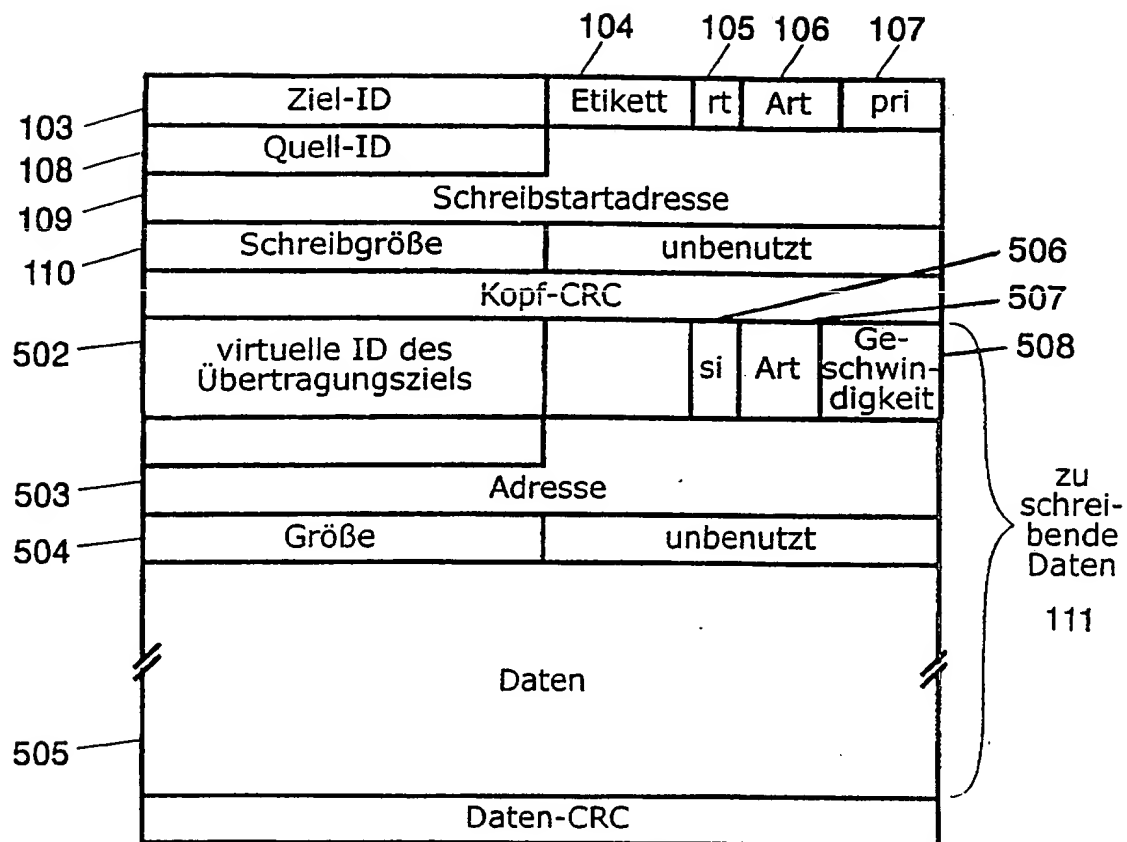 104 105 106 107
103 Ziel-ID Etikett rt Art pri
108 Quell-ID
109 Schreibstartadresse
110 Schreibgröße unbenutzt
506
Kopf-CRC
507
502 virtuelle ID des
Übertragungsziels
si Art
Ge-
schwin-
digkeit
508
503 Adresse
504 Größe unbenutzt
zu
schrei-
bende
Daten
111
Daten
505
Daten-CRC